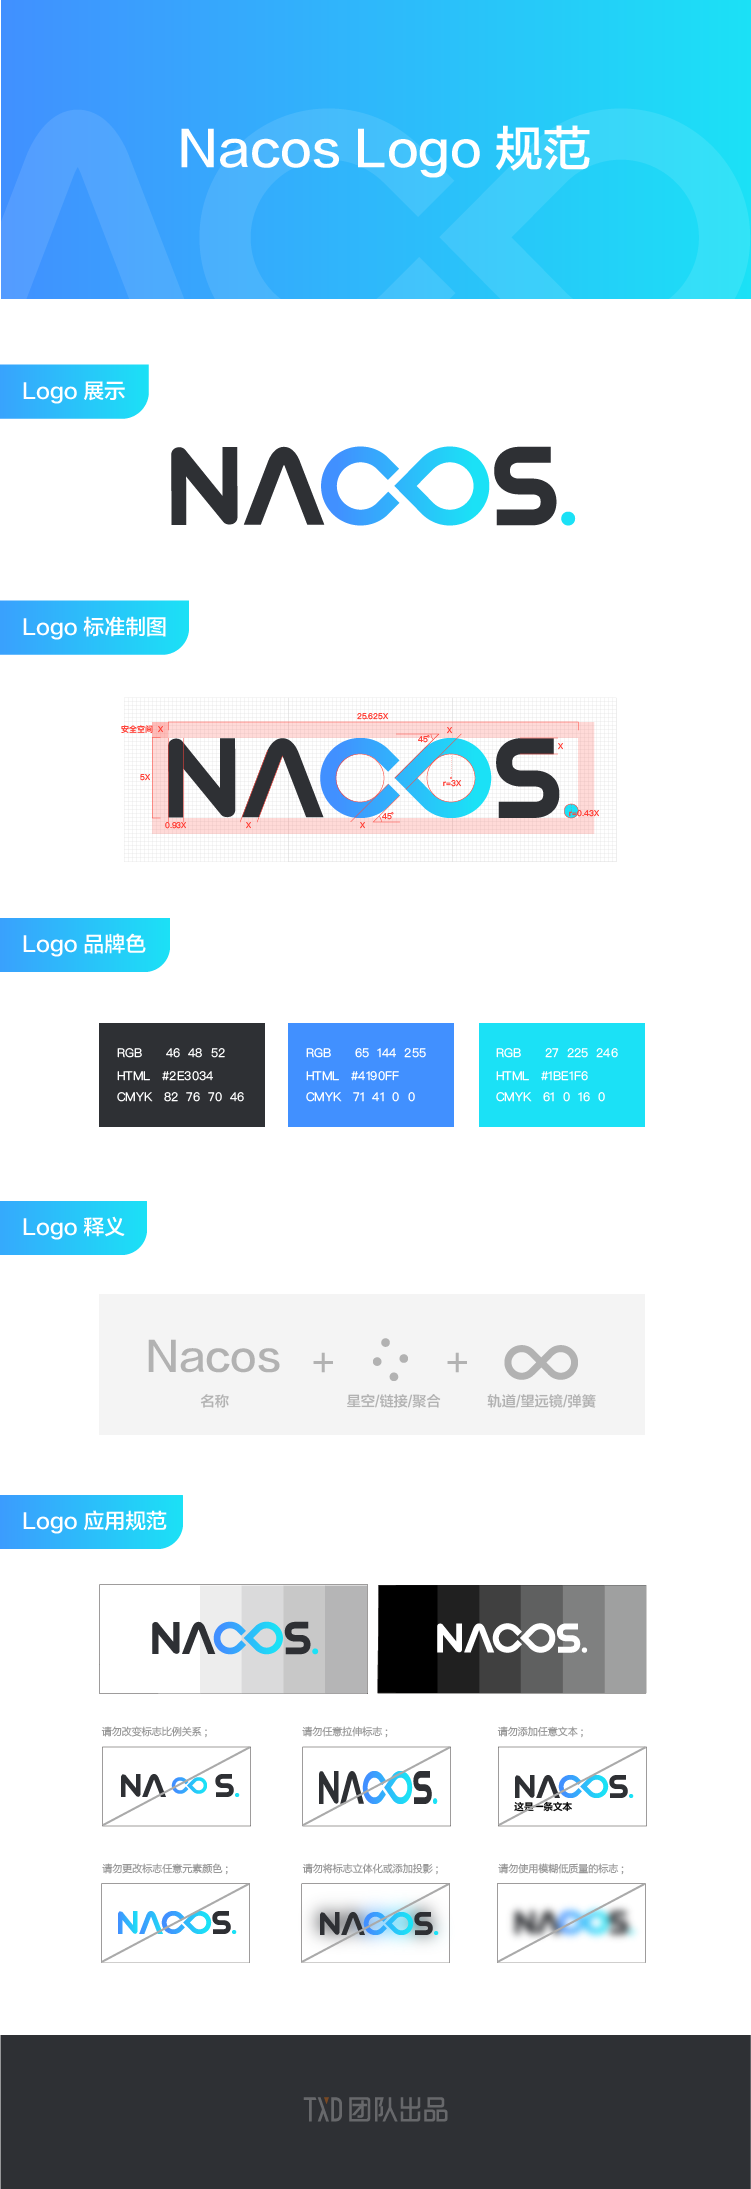 Nacos Logo 规范
Logo 展示
NACOS.
Logo 标准制图
25.625X
安全空间 X
X
45°
X
5X
r=3X
NACOS.
r=0.43X
45°
0.93X
X
X
Logo 品牌色
RGB 46 48 52
HTML #2E3034
CMYK 82 76 70 46
RGB 65 144 255
HTML #4190FF
CMYK 71 41 0 0
RGB 27 225 246
HTML #1BE1F6
CMYK 61 0 16 0
Logo 释义
Nacos + + 
名称
星空/链接/聚合
轨道/望远镜/弹簧
Logo 应用规范
NACOS.
NACOS.
请勿改变标志比例关系；
请勿任意拉伸标志；
请勿添加任意文本；
NACOS.
NACOS.
NACOS.
这是一条文本
请勿更改标志任意元素颜色；
请勿将标志立体化或添加投影；
请勿使用模糊低质量的标志；
NACOS.
NACOS.
NACOS.
TXD 团队出品